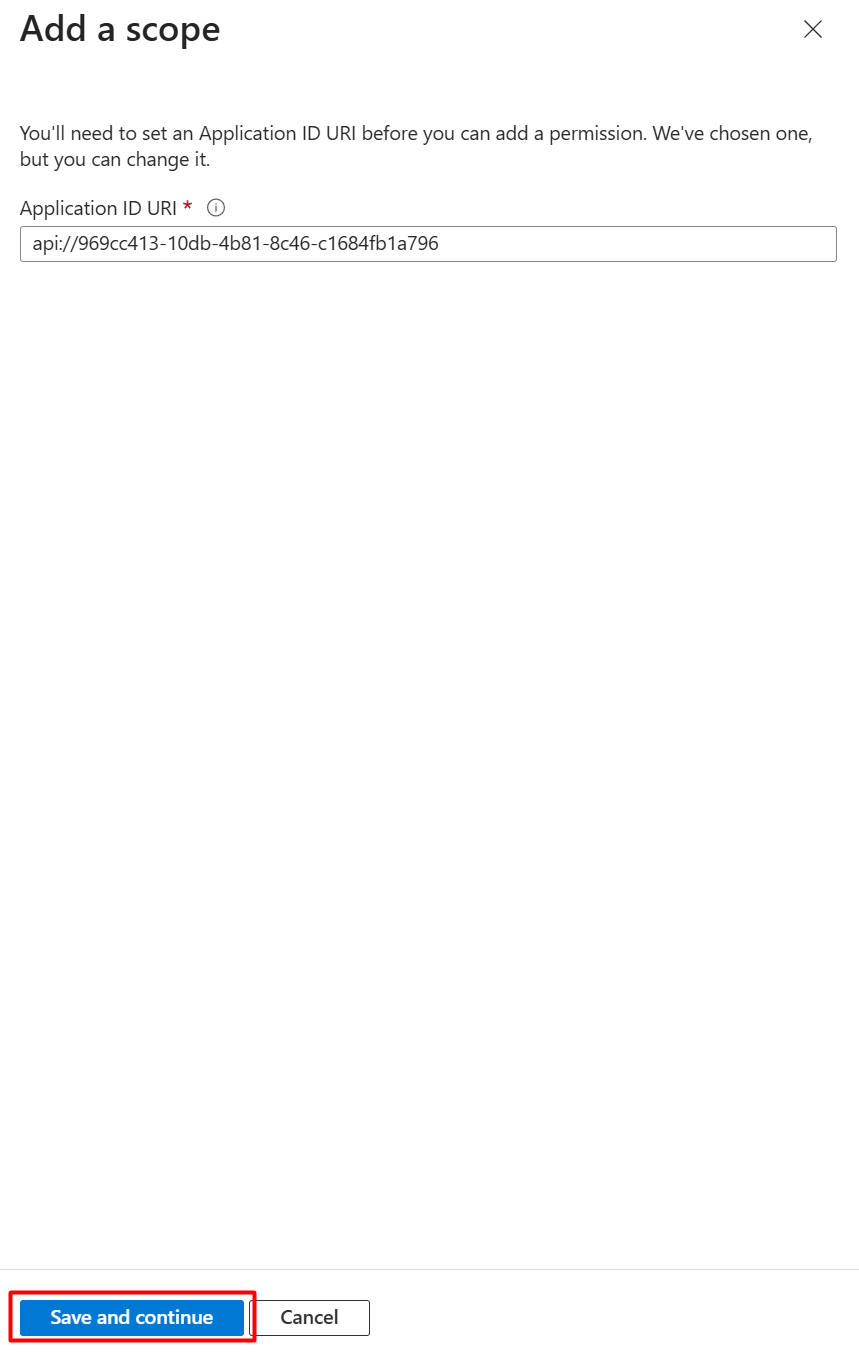 Add a scope
You'll need to set an Application ID URI before you can add a permission. We've chosen one,
but you can change it.
Application ID URI *
api://969cc413-10db-4b81-8c46-c1684fb1a796
Save and continue
Cancel